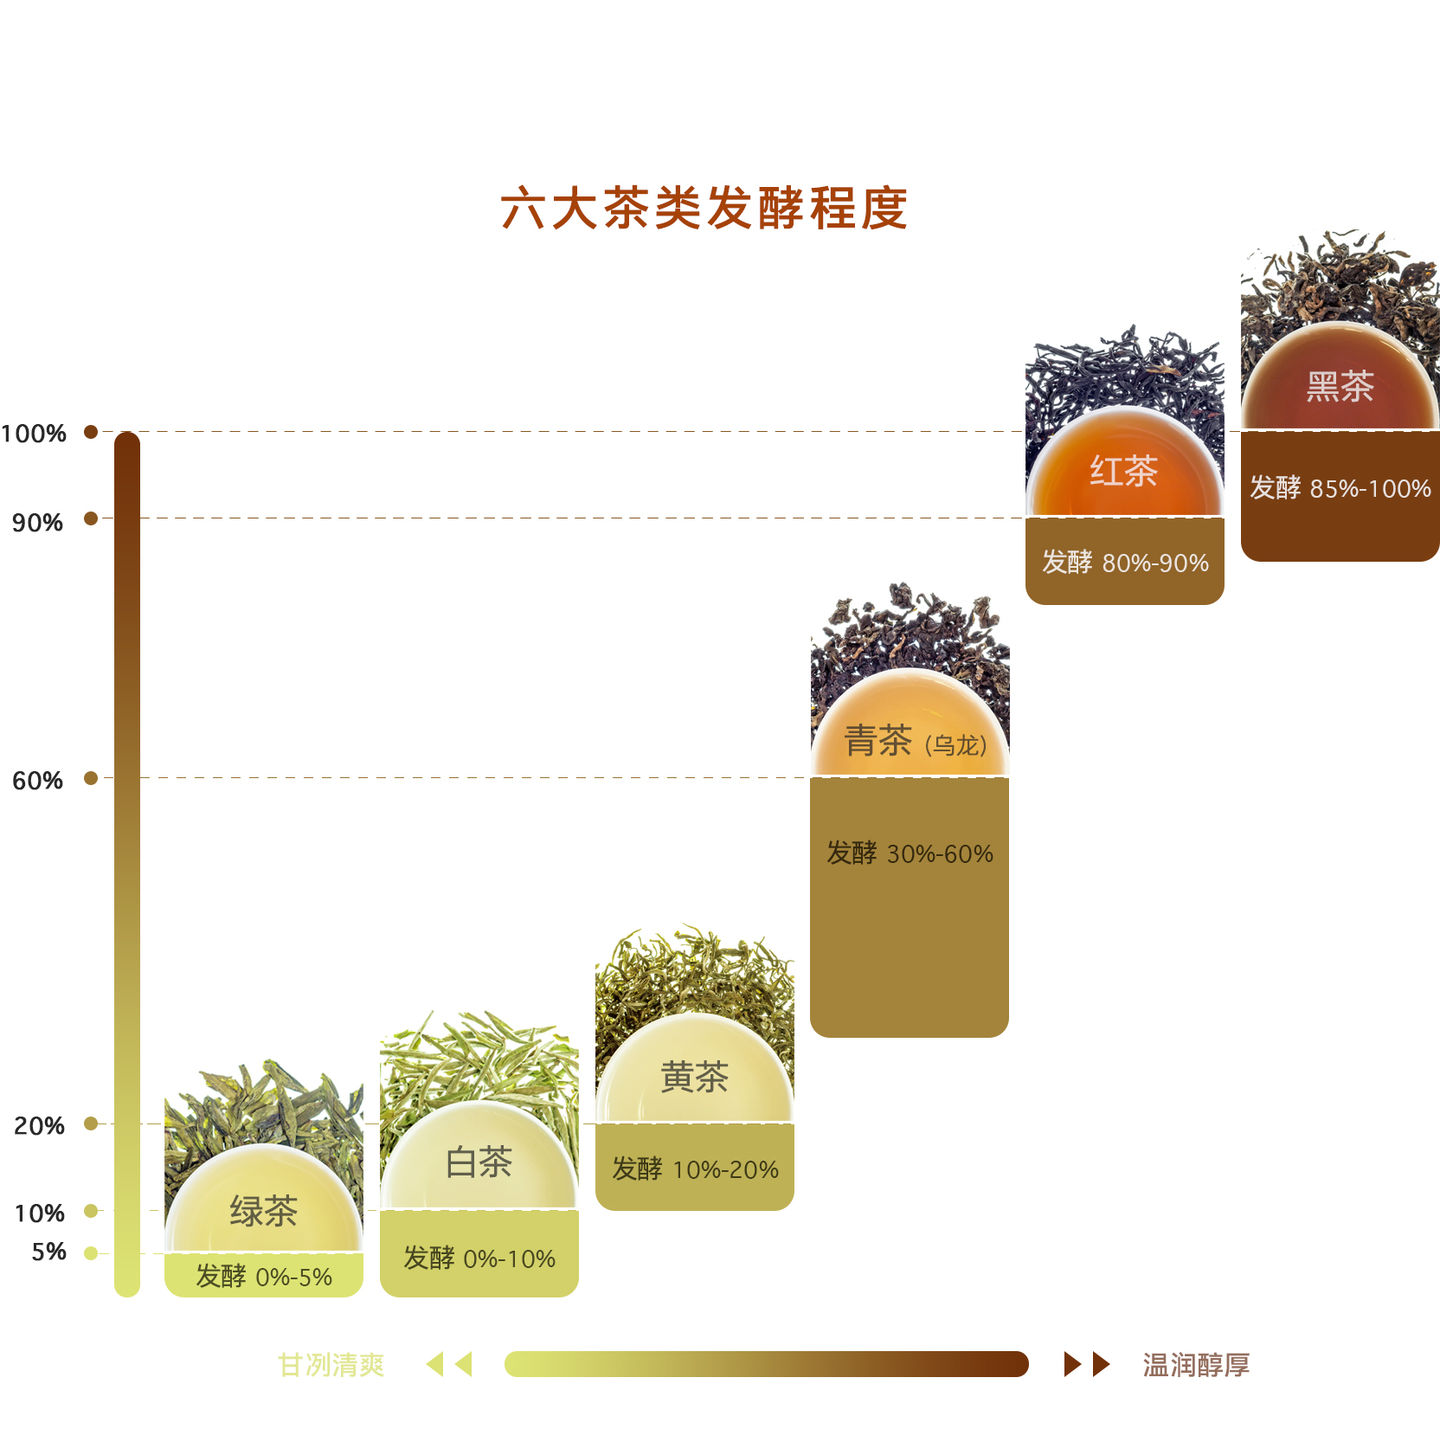 六大茶类发酵程度
100%
90%
60%
20%
10%
5%
黑茶
发酵 85%-100%
红茶
发酵 80%-90%
青茶 (乌龙)
发酵 30%-60%
黄茶
发酵 10%-20%
白茶
发酵 0%-10%
绿茶
发酵 0%-5%
甘冽清爽
温润醇厚